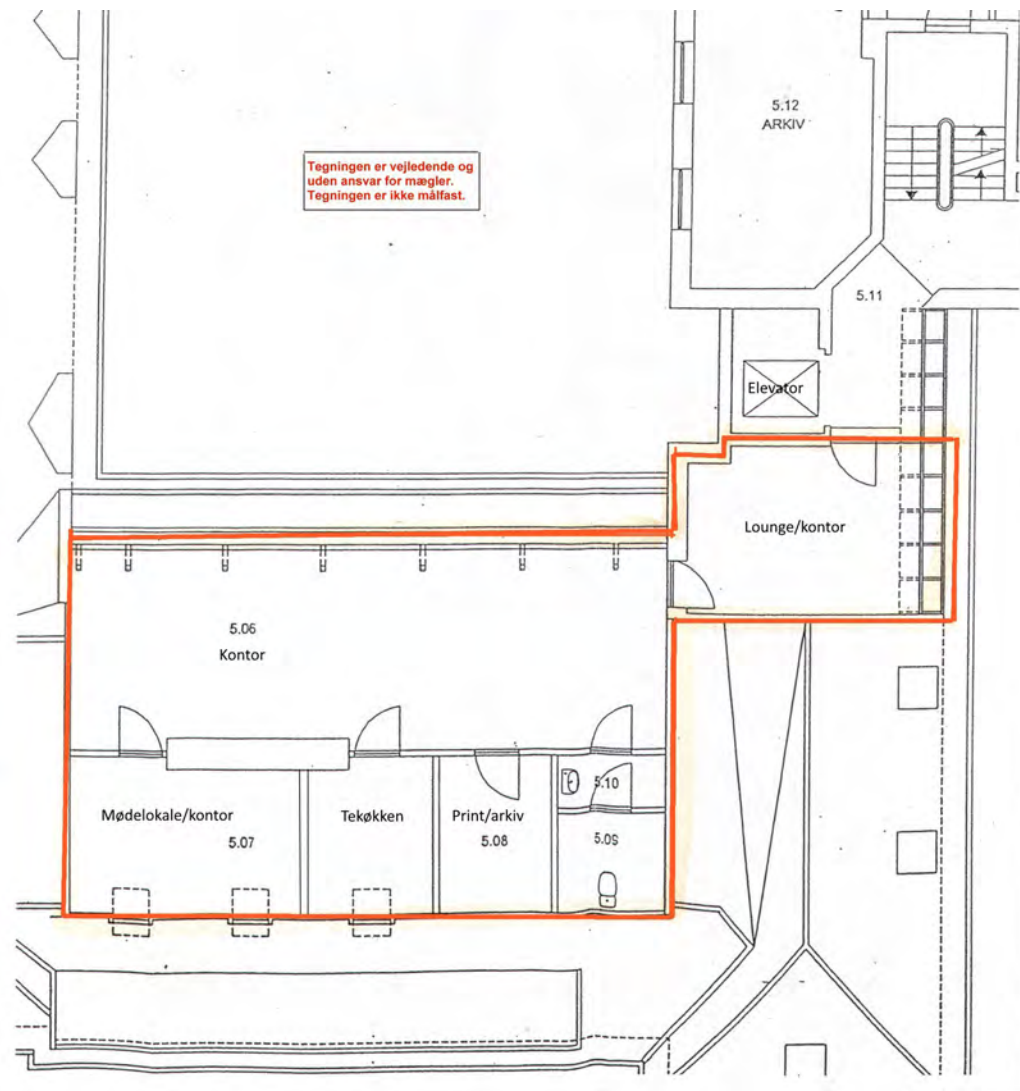 5.12
ARKIV
Tegningen er vejledende og
uden ansvar for mægler.
Tegningen er ikke målfast.
5.11
Elevator
Lounge/kontor
5.06
Kontor
5.10
Mødelokale/kontor
5.07
Tekøkken
Print/arkiv
5.08
5.09